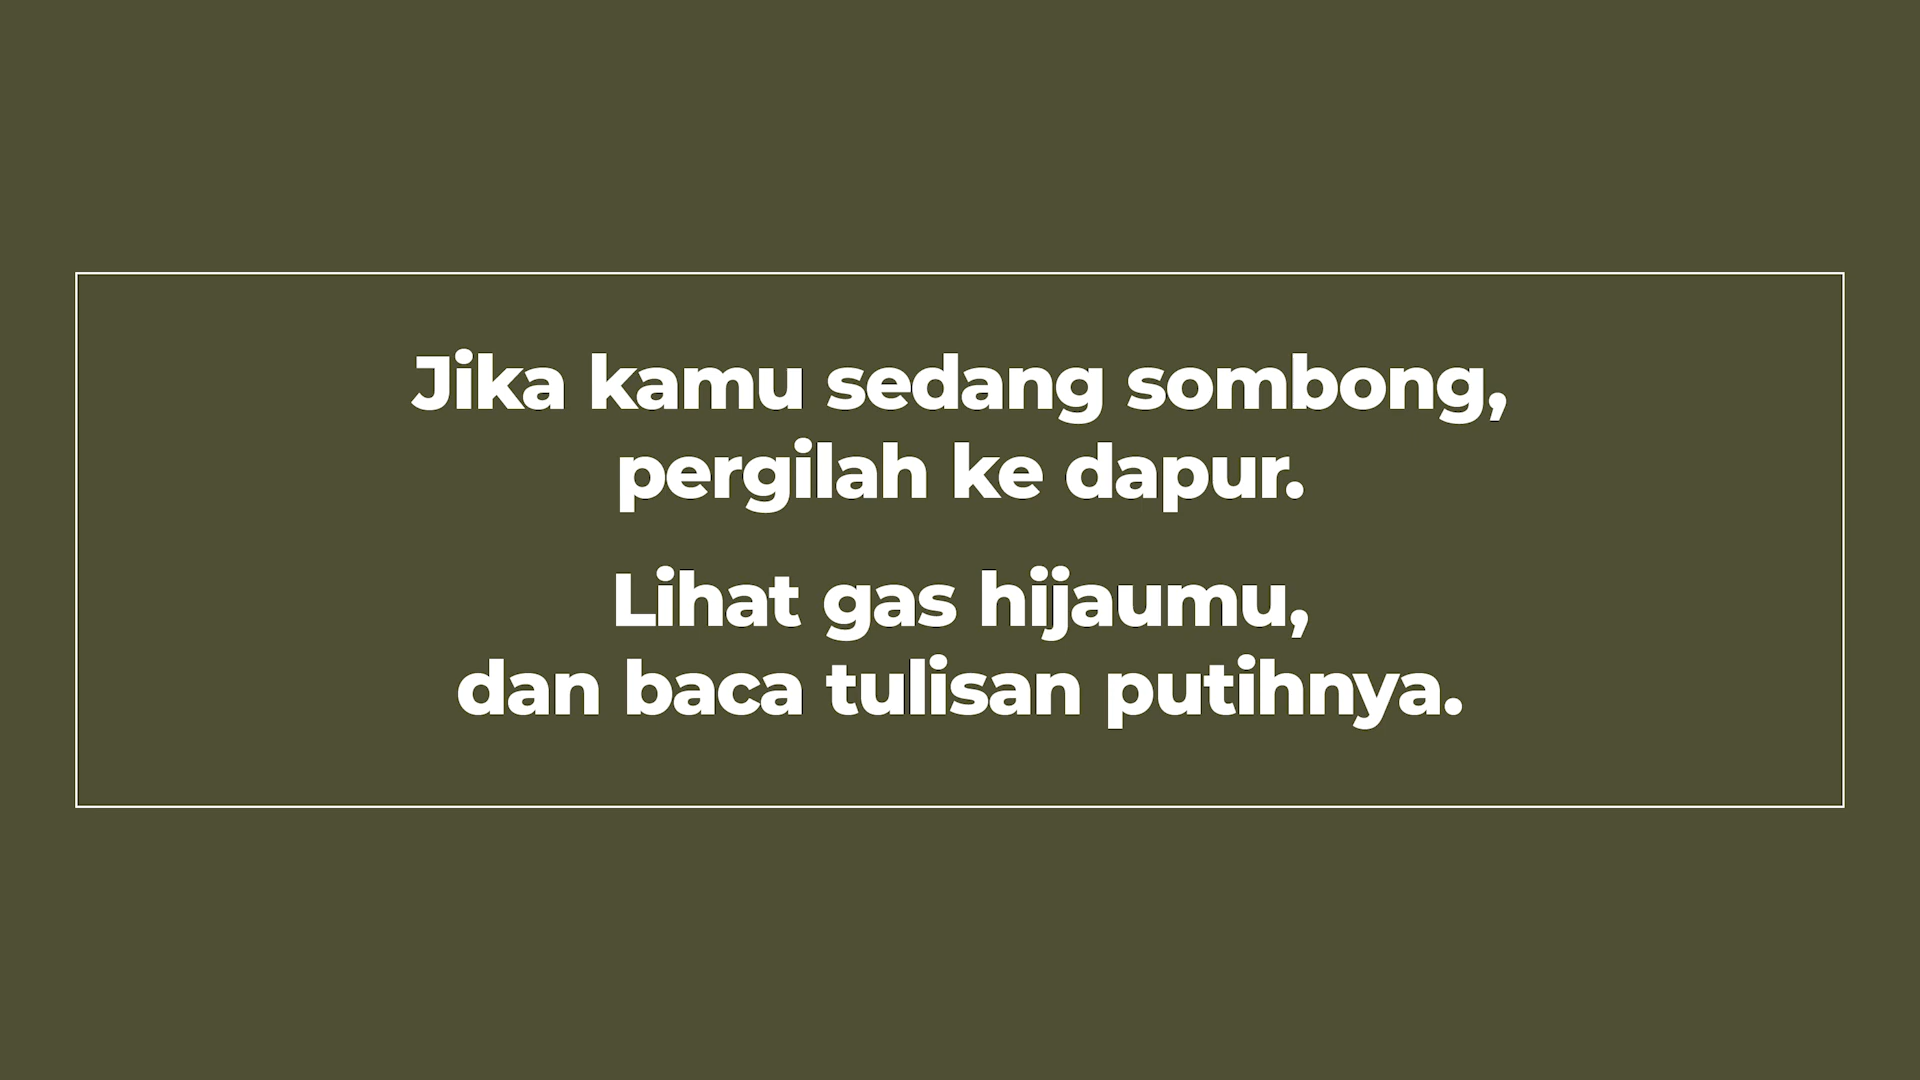 Jika kamu sedang sombong,
pergilah ke dapur.
Lihat gas hijaumu,
dan baca tulisan putihnya.